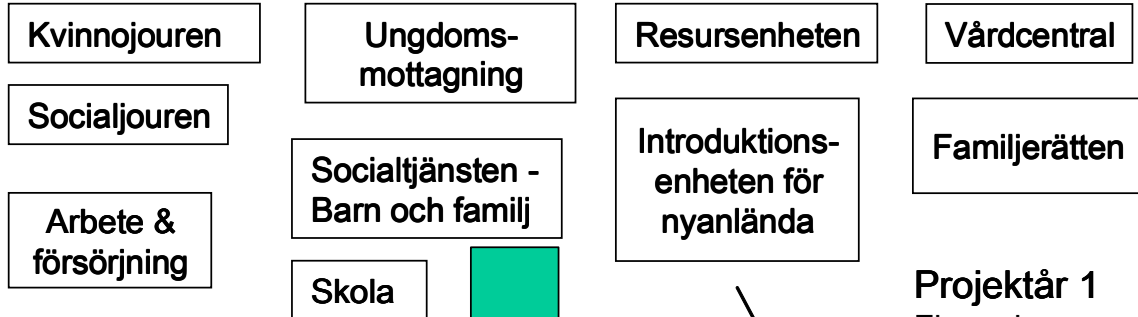 Kvinnojouren
Ungdoms-
mottagning
Resursenheten
Vårdcentral
Socialjouren
Socialtjänsten -
Barn och familj
Introduktions-
enheten för
nyanlända
Familjerätten
Arbete &
försörjning
Skola
Projektår 1